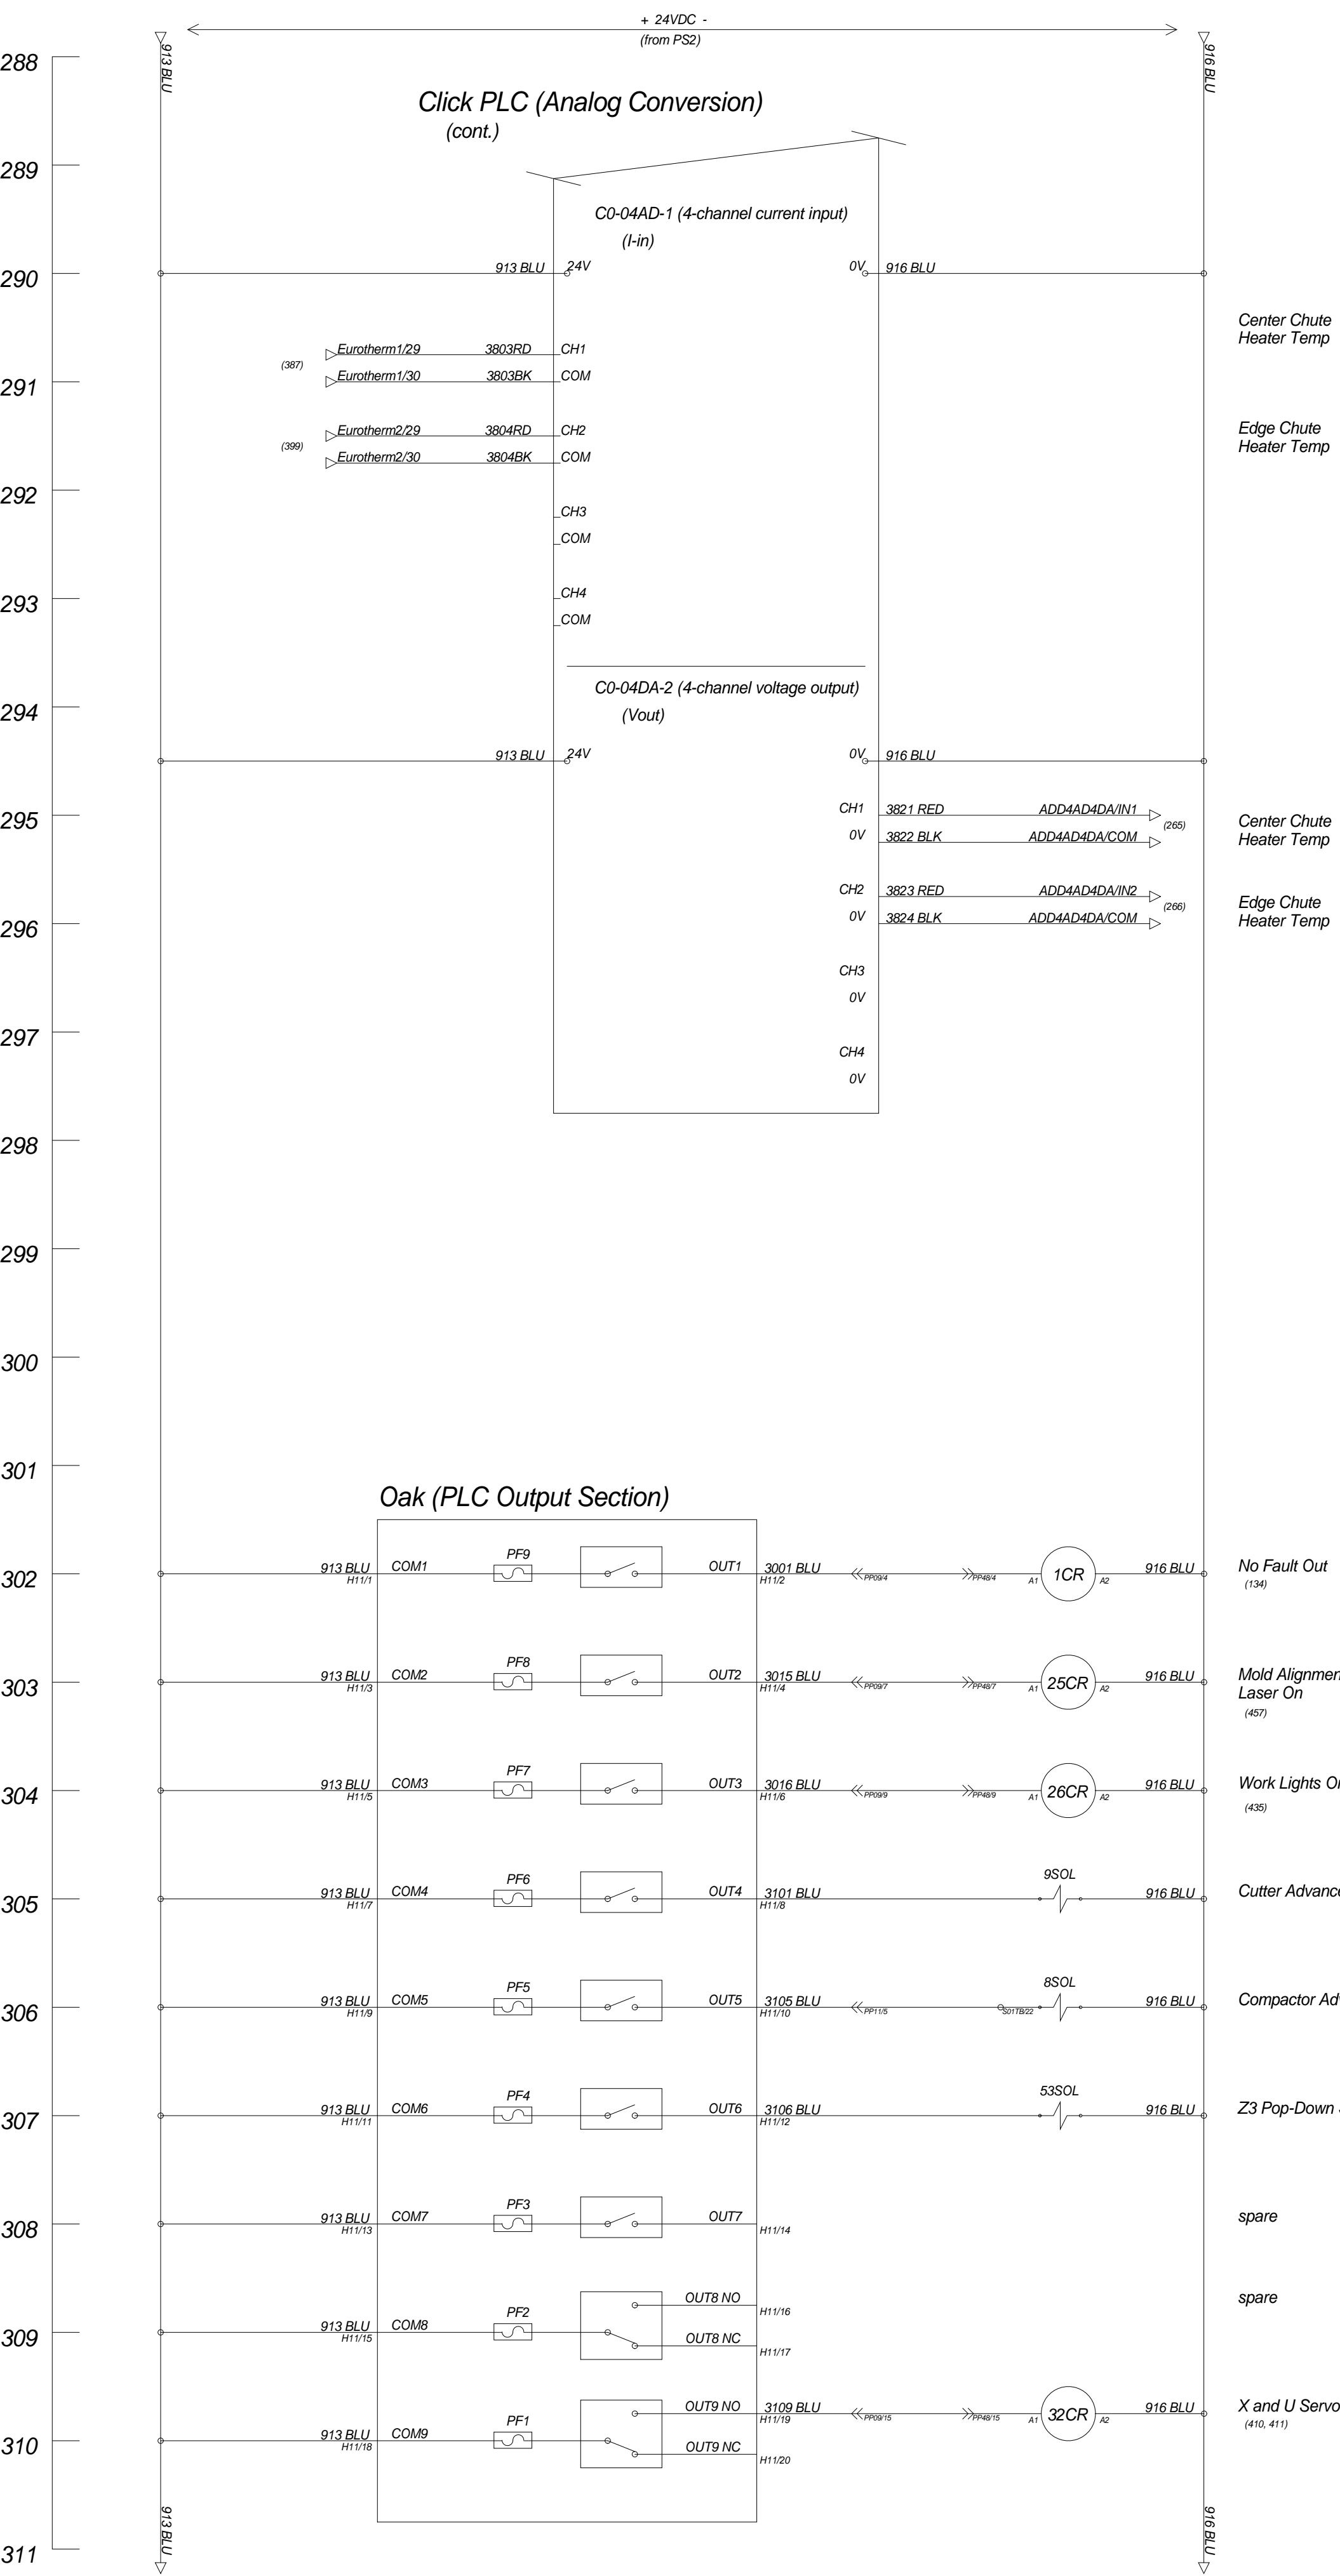 + 24VDC -
(from PS2)
913 BLU
916 BLU
288
Click PLC (Analog Conversion)
(cont.)
289
C0-04AD-1 (4-channel current input)
(I-in)
290
913 BLU 24V 0V 916 BLU
Center Chute
Heater Temp
Eurotherm1/29 3803RD CH1
(387)
Eurotherm1/30 3803BK COM
291
Edge Chute
Heater Temp
Eurotherm2/29 3804RD CH2
(399)
Eurotherm2/30 3804BK COM
292
CH3
COM
293
CH4
COM
C0-04DA-2 (4-channel voltage output)
294
(Vout)
913 BLU 24V 0V 916 BLU
295
CH1 3821 RED ADD4AD4DA/IN1
(265)
0V 3822 BLK ADD4AD4DA/COM
Center Chute
Heater Temp
CH2 3823 RED ADD4AD4DA/IN2
(266)
0V 3824 BLK ADD4AD4DA/COM
Edge Chute
Heater Temp
296
CH3
0V
297
CH4
0V
298
299
300
301
Oak (PLC Output Section)
302
913 BLU COM1 PF9 OUT1 3001 BLU 1CR 916 BLU No Fault Out
H11/1 H11/2 PP09/4 PP48/4 A1 A2 (134)
303
913 BLU COM2 PF8 OUT2 3015 BLU 25CR 916 BLU Mold Alignmen
H11/3 H11/4 PP09/7 PP48/7 A1 A2 Laser On
(457)
304
913 BLU COM3 PF7 OUT3 3016 BLU 26CR 916 BLU Work Lights O
H11/5 H11/6 PP09/9 PP48/9 A1 A2 (435)
305
913 BLU COM4 PF6 OUT4 3101 BLU 9SOL 916 BLU Cutter Advanc
H11/7 H11/8
306
913 BLU COM5 PF5 OUT5 3105 BLU 8SOL 916 BLU Compactor Ad
H11/9 H11/10 PP11/5 S01TB/22
307
913 BLU COM6 PF4 OUT6 3106 BLU 53SOL 916 BLU Z3 Pop-Down
H11/11 H11/12
308
913 BLU COM7 PF3 OUT7 spare
H11/13 H11/14
OUT8 NO spare
H11/16
309
913 BLU COM8 PF2 OUT8 NC
H11/15 H11/17
OUT9 NO 3109 BLU 32CR 916 BLU X and U Servo
H11/19 PP09/15 PP48/15 A1 A2 (410, 411)
310
913 BLU COM9 PF1 OUT9 NC
H11/18 H11/20
913 BLU
916 BLU
311